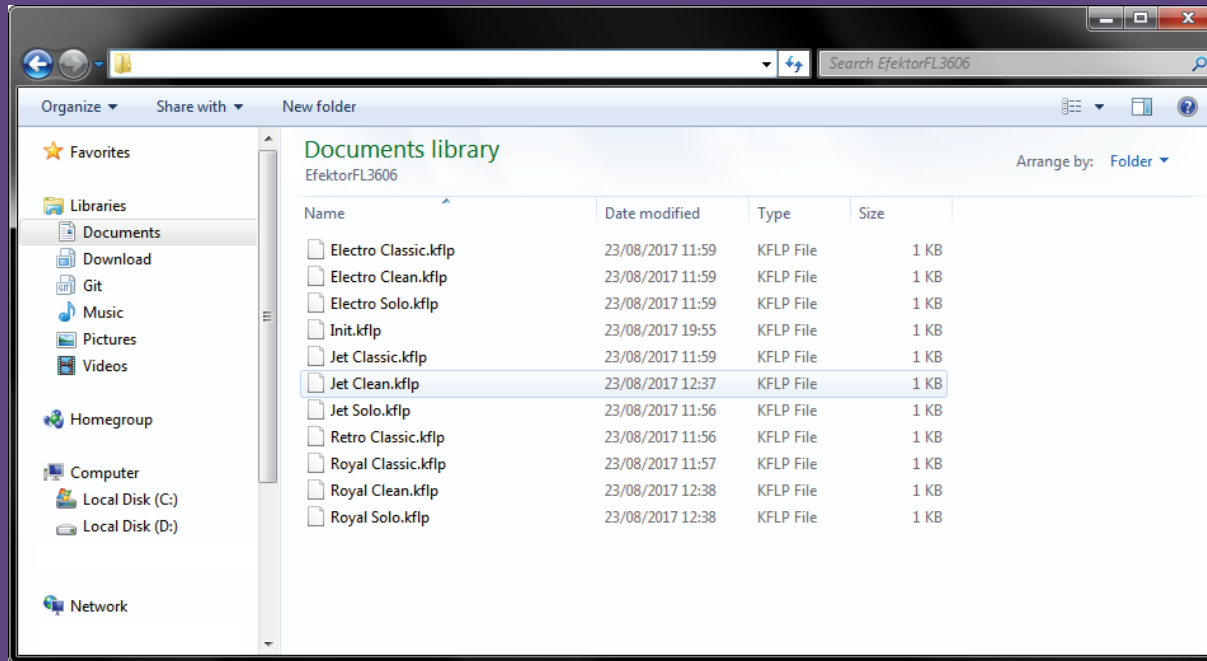 Search EfektorFL3606
Organize Share with New folder
Favorites
Libraries
Documents
Download
Git
Music
Pictures
Videos
Homegroup
Computer
Local Disk (C:)
Local Disk (D:)
Network
Documents library
EfektorFL3606
Arrange by: Folder
Name Date modified Type Size
Electro Classic.kflp 23/08/2017 11:59 KFLP File 1 KB
Electro Clean.kflp 23/08/2017 11:59 KFLP File 1 KB
Electro Solo.kflp 23/08/2017 11:59 KFLP File 1 KB
Init.kflp 23/08/2017 19:55 KFLP File 1 KB
Jet Classic.kflp 23/08/2017 11:59 KFLP File 1 KB
Jet Clean.kflp 23/08/2017 12:37 KFLP File 1 KB
Jet Solo.kflp 23/08/2017 11:56 KFLP File 1 KB
Retro Classic.kflp 23/08/2017 11:56 KFLP File 1 KB
Royal Classic.kflp 23/08/2017 11:57 KFLP File 1 KB
Royal Clean.kflp 23/08/2017 12:38 KFLP File 1 KB
Royal Solo.kflp 23/08/2017 12:38 KFLP File 1 KB